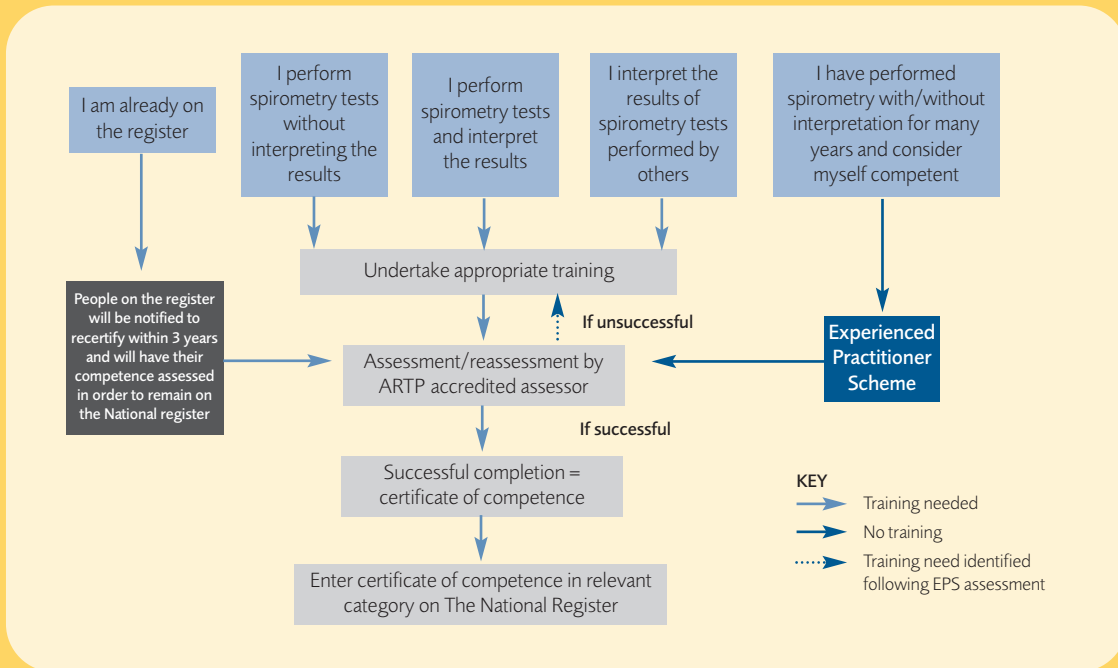 I am already on
the register
I perform
spirometry tests
without
interpreting the
results
I perform
spirometry tests
and interpret
the results
I interpret the
results of
spirometry tests
performed by
others
I have performed
spirometry with/without
interpretation for many
years and consider
myself competent
Undertake appropriate training
People on the register
will be notified to
recertify within 3 years
and will have their
competence assessed
in order to remain on
the National register
If unsuccessful
Assessment/reassessment by
ARTP accredited assessor
Experienced
Practitioner
Scheme
If successful
Successful completion =
certificate of competence
Enter certificate of competence in relevant
category on The National Register
KEY
Training needed
No training
Training need identified
following EPS assessment